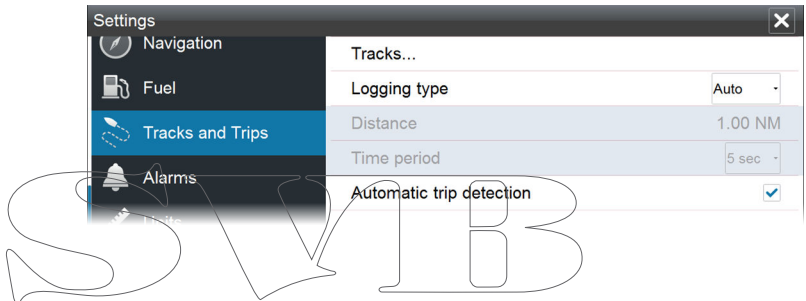 Settings
Navigation
Fuel
Tracks and Trips
Alarms
Units
Tracks...
Logging type Auto
Distance 1.00 NM
Time period 5 sec
Automatic trip detection
SVB